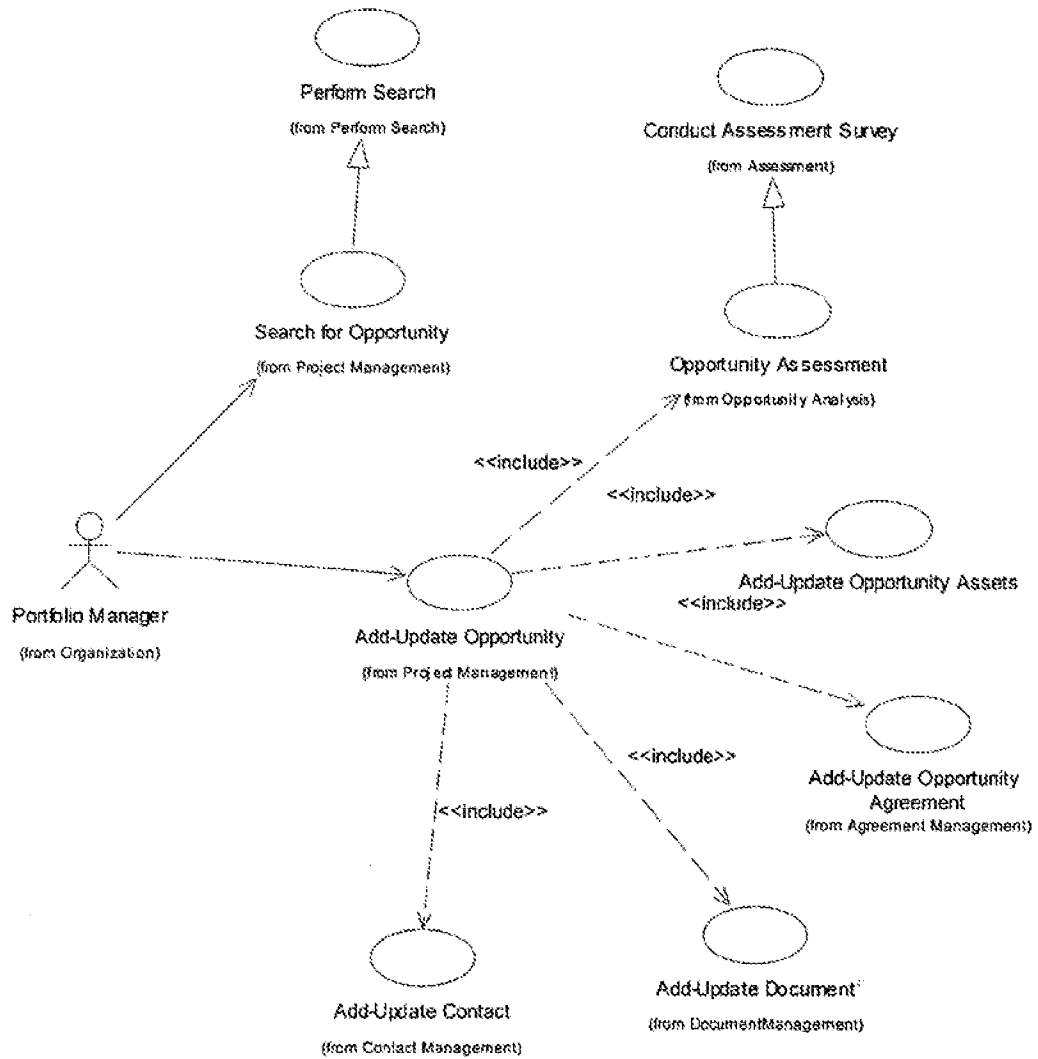 Perform Search
(from Perform Search)
Conduct Assessment Survey
(from Assessment)
Search for Opportunity
(from Project Management)
Opportunity Assessment
(from Opportunity Analysis)
<<include>>
<<include>>
Add-Update Opportunity Assets
<<include>>
Portfolio Manager
(from Organization)
Add-Update Opportunity
(from Project Management)
<<include>>
Add-Update Opportunity
Agreement
(from Agreement Management)
<<include>>
Add-Update Document
(from DocumentManagement)
Add-Update Contact
(from Contact Management)